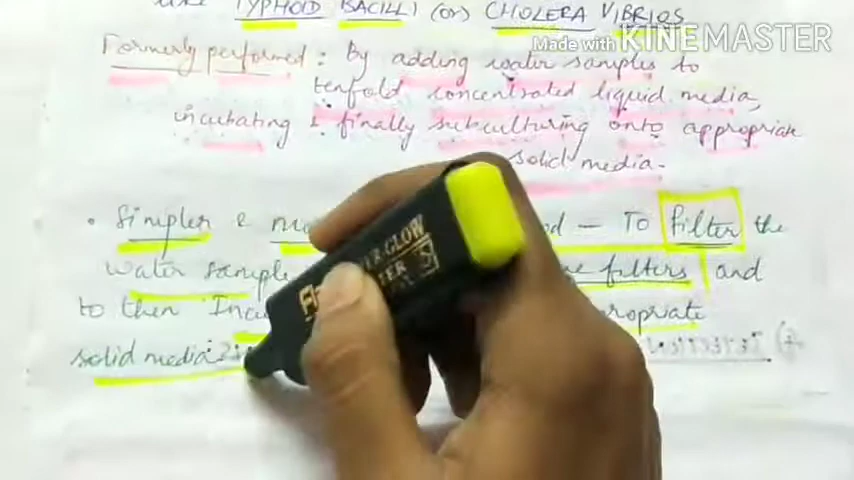 LIKE TYPHOID BACILLI (or) CHOLERA VIBRIOS
Made with KINEMASTER
Formerly performed : By adding water samples to
tenfold concentrated liquid media,
incubating & finally subculturing onto appropriate
solid media.
• Simpler & - To filter the
water sample filters and
to then appropriate
solid media